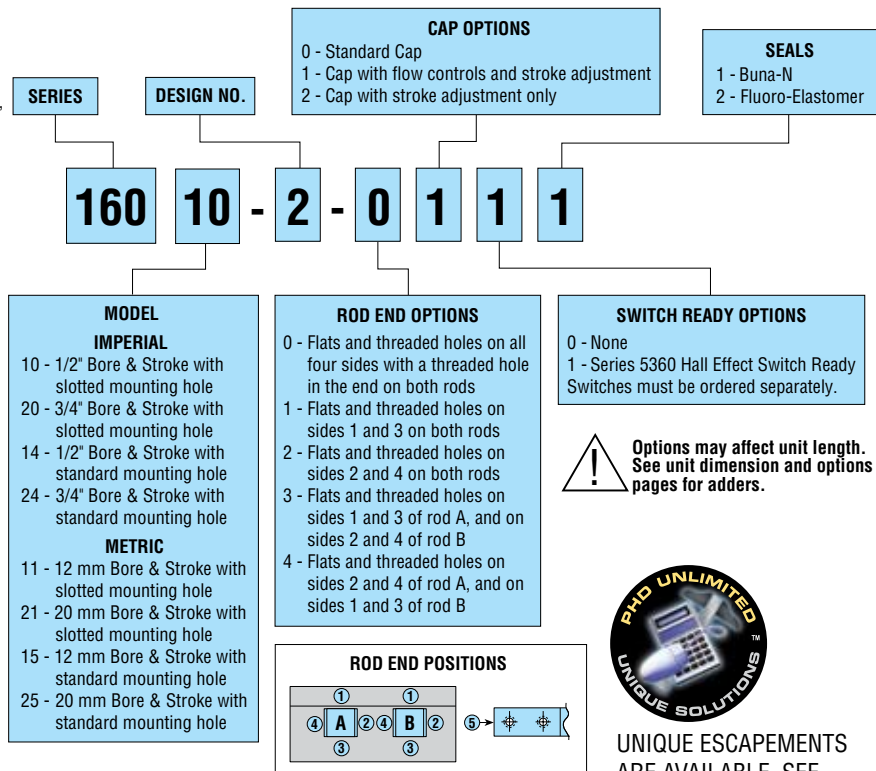 CAP OPTIONS
0 - Standard Cap
1 - Cap with flow controls and stroke adjustment
2 - Cap with stroke adjustment only
SEALS
1 - Buna-N
2 - Fluoro-Elastomer
SERIES
DESIGN NO.
160 10 - 2 - 0 1 1 1
MODEL
IMPERIAL
10 - 1/2" Bore & Stroke with
slotted mounting hole
20 - 3/4" Bore & Stroke with
slotted mounting hole
14 - 1/2" Bore & Stroke with
standard mounting hole
24 - 3/4" Bore & Stroke with
standard mounting hole
METRIC
11 - 12 mm Bore & Stroke with
slotted mounting hole
21 - 20 mm Bore & Stroke with
slotted mounting hole
15 - 12 mm Bore & Stroke with
standard mounting hole
25 - 20 mm Bore & Stroke with
standard mounting hole
ROD END OPTIONS
0 - Flats and threaded holes on all
four sides with a threaded hole
in the end on both rods
1 - Flats and threaded holes on
sides 1 and 3 on both rods
2 - Flats and threaded holes on
sides 2 and 4 on both rods
3 - Flats and threaded holes on
sides 1 and 3 of rod A, and on
sides 2 and 4 of rod B
4 - Flats and threaded holes on
sides 2 and 4 of rod A, and on
sides 1 and 3 of rod B
SWITCH READY OPTIONS
0 - None
1 - Series 5360 Hall Effect Switch Ready
Switches must be ordered separately.
! Options may affect unit length.
See unit dimension and options
pages for adders.
ROD END POSITIONS
1 1
4 A 2 4 B 2 5
3 3
PHD UNLIMITED ™
UNIQUE SOLUTIONS
UNIQUE ESCAPEMENTS
ARE AVAILABLE. SEE